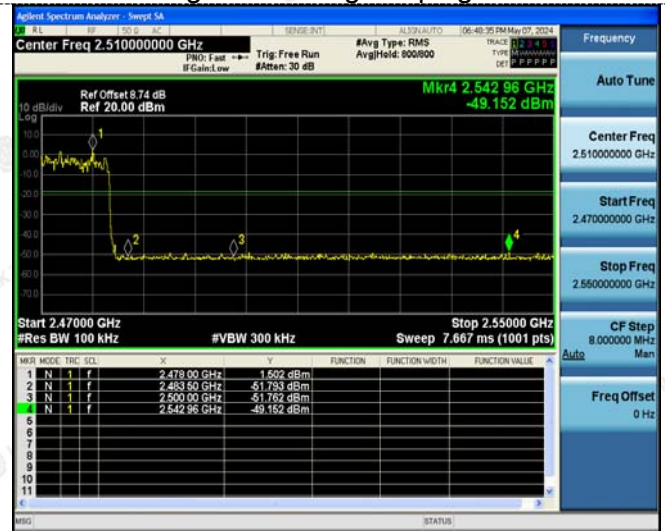 Agilent Spectrum Analyzer - Swept SA
RL RF 50 Ω AC SENSE:INT ALIGNAUTO 06:48:35 PM May 07, 2024
Center Freq 2.510000000 GHz
PNO: Fast
IFGain:Low
Trig: Free Run
#Atten: 30 dB
#Avg Type: RMS
Avg|Hold: 800/800
TRACE 1 2 3 4 5 6
TYPE
DET P P P P P P
Frequency
Mkr4 2.542 96 GHz
-49.152 dBm
Ref Offset 8.74 dB
10 dB/div Ref 20.00 dBm
Log
10.0
0.00
-10.0
-20.0
-30.0
-40.0
-50.0
-60.0
-70.0
1
2
3
4
Start 2.47000 GHz
Stop 2.55000 GHz
#Res BW 100 kHz #VBW 300 kHz Sweep 7.667 ms (1001 pts)
MKR MODE TRC SCL X Y FUNCTION FUNCTION WIDTH FUNCTION VALUE
1 N 1 f 2.478 00 GHz 1.502 dBm
2 N 1 f 2.483 50 GHz -51.793 dBm
3 N 1 f 2.500 00 GHz -51.762 dBm
4 N 1 f 2.542 96 GHz -49.152 dBm
5
6
7
8
9
10
11
MSG STATUS
Auto Tune
Center Freq
2.510000000 GHz
Start Freq
2.470000000 GHz
Stop Freq
2.550000000 GHz
CF Step
8.000000 MHz
Auto Man
Freq Offset
0 Hz